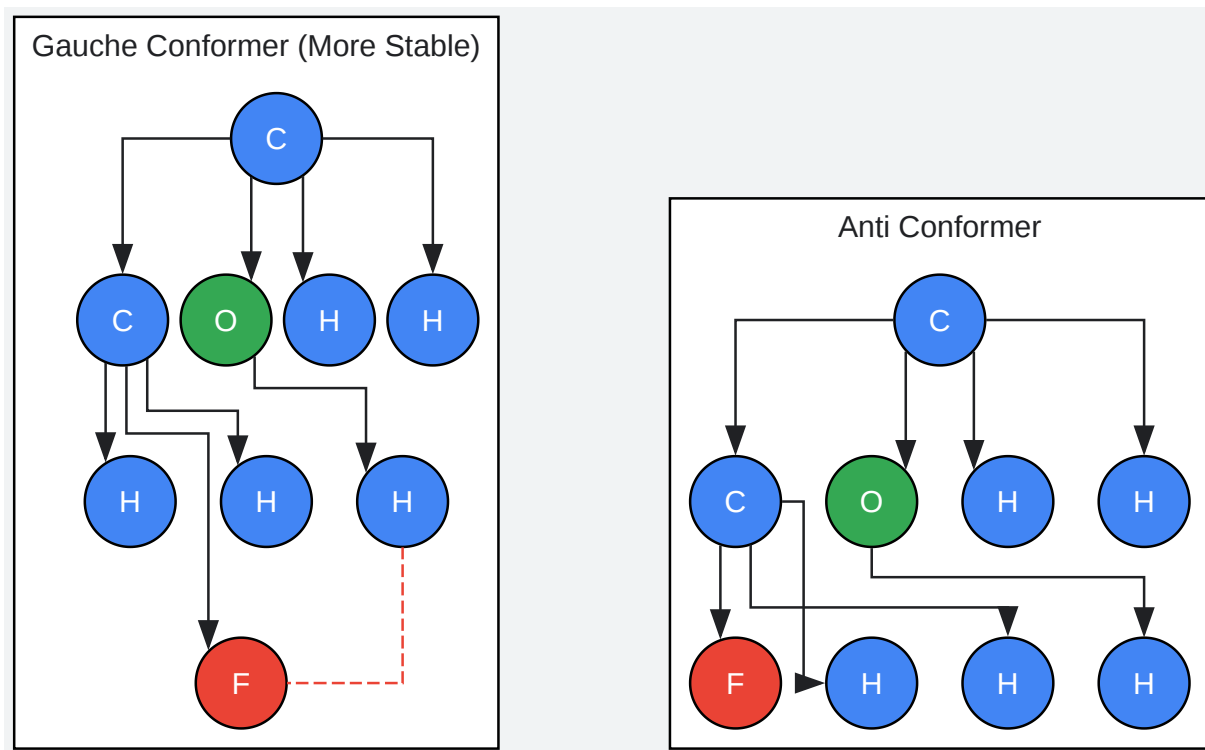 Gauche Conformer (More Stable)
C
C O H H
H H H
F
Anti Conformer
C
C O H H
F H H H